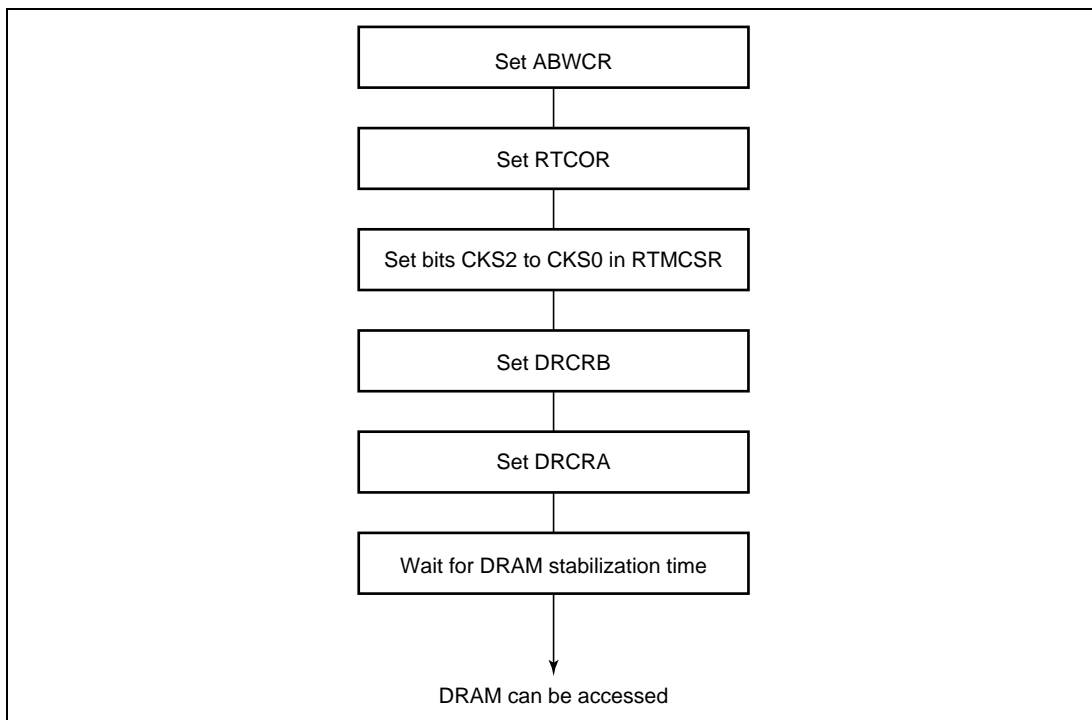 Set ABWCR
Set RTCOR
Set bits CKS2 to CKS0 in RTMCSR
Set DRCRB
Set DRCRA
Wait for DRAM stabilization time
DRAM can be accessed